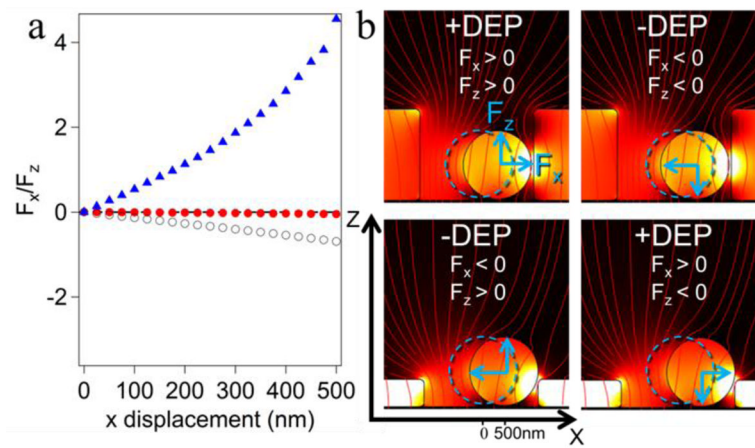 a
4
2
0
-2
Fx/Fz
0 100 200 300 400 500
x displacement (nm)
b
+DEP
Fx > 0
Fz > 0
Fz
Fx
-DEP
Fx < 0
Fz < 0
Z
-DEP
Fx < 0
Fz > 0
+DEP
Fx > 0
Fz < 0
0 500nm
X